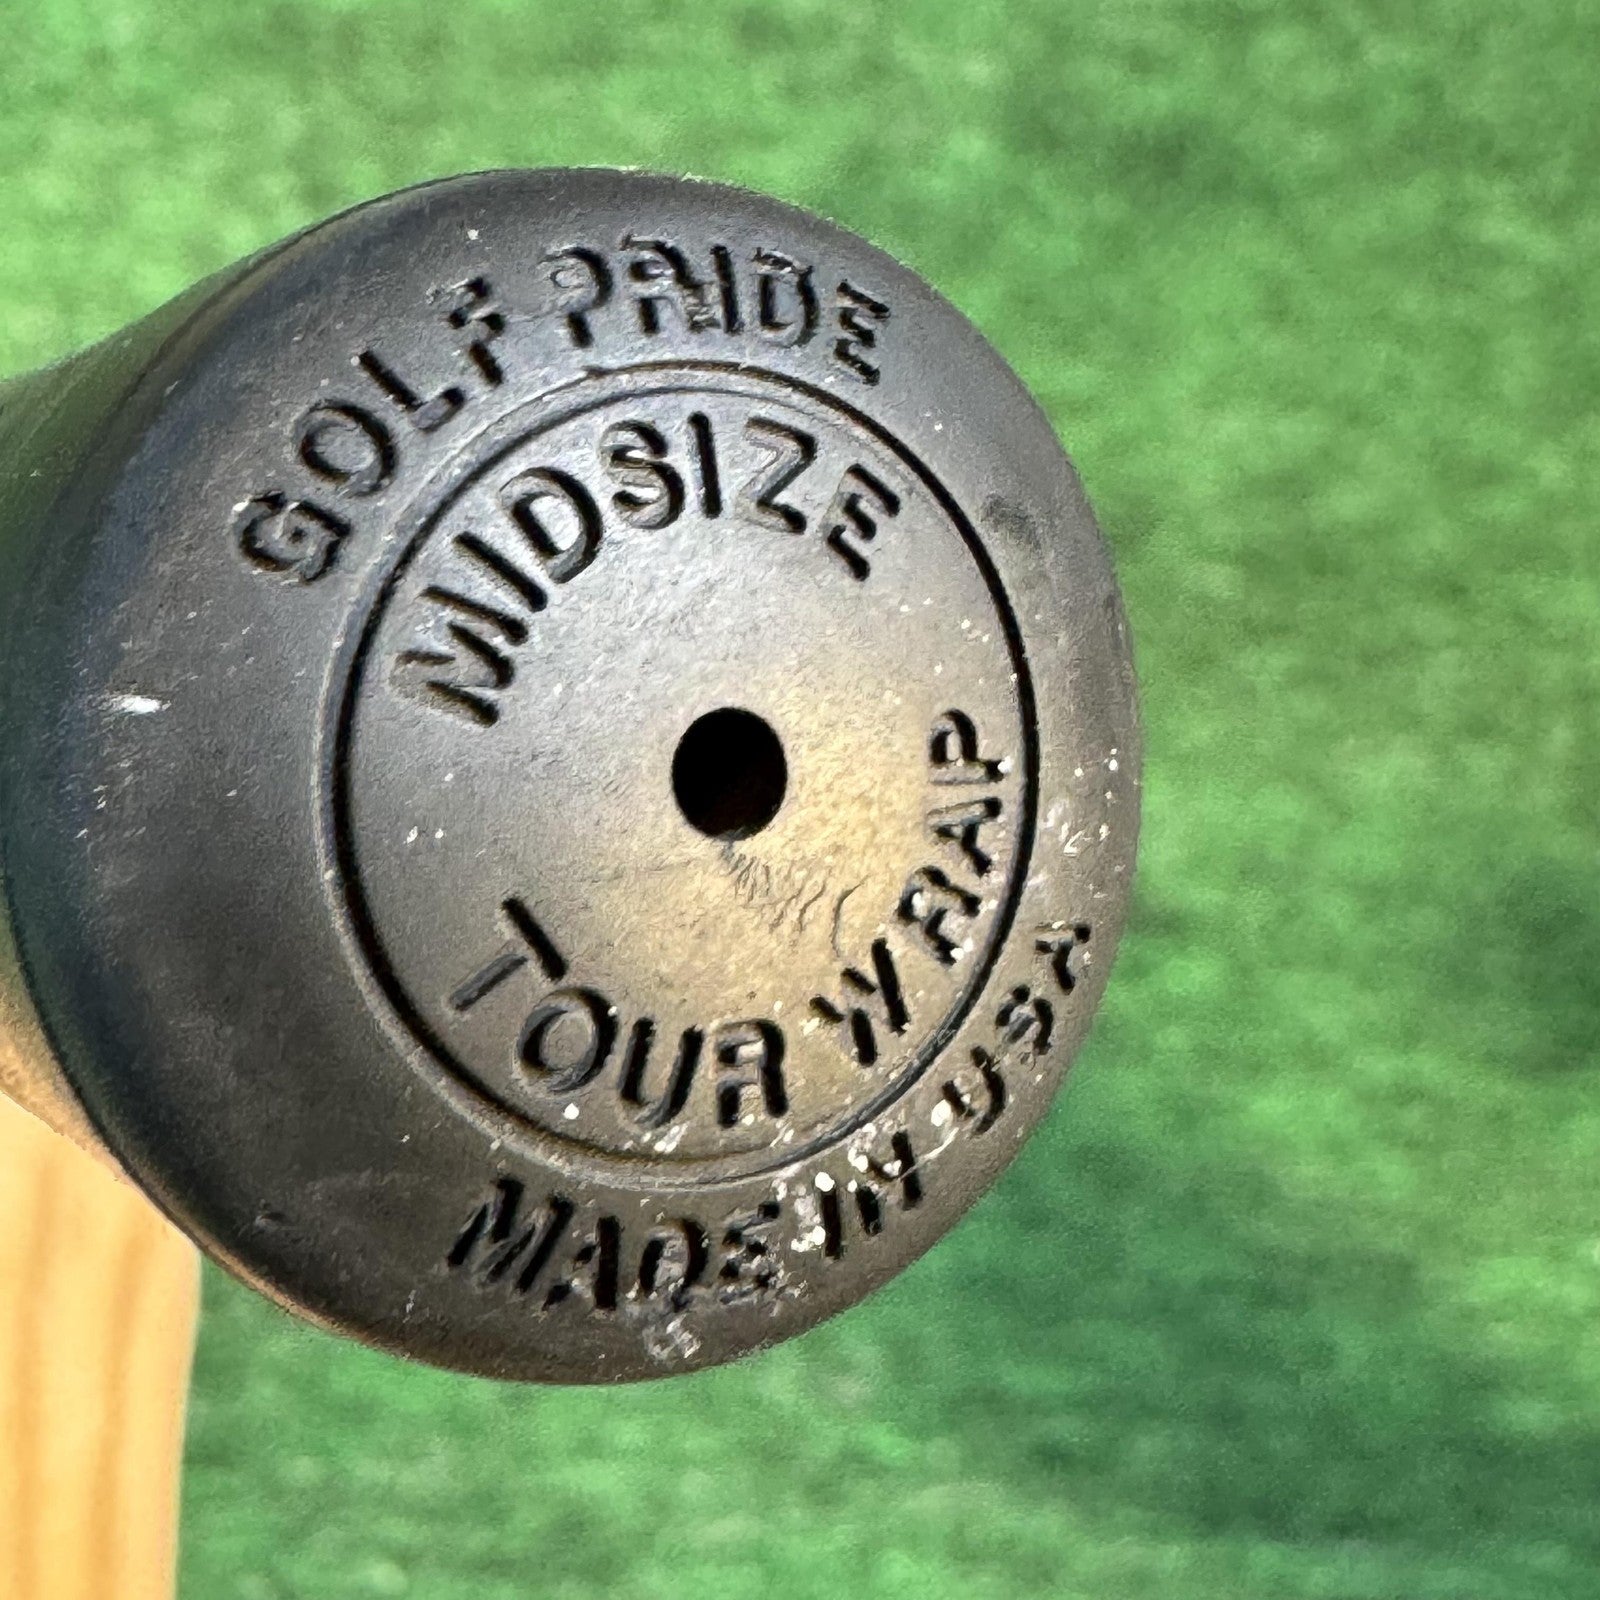 GOLF PRIDE
MIDSIZE
TOUR WRAP
MADE IN USA